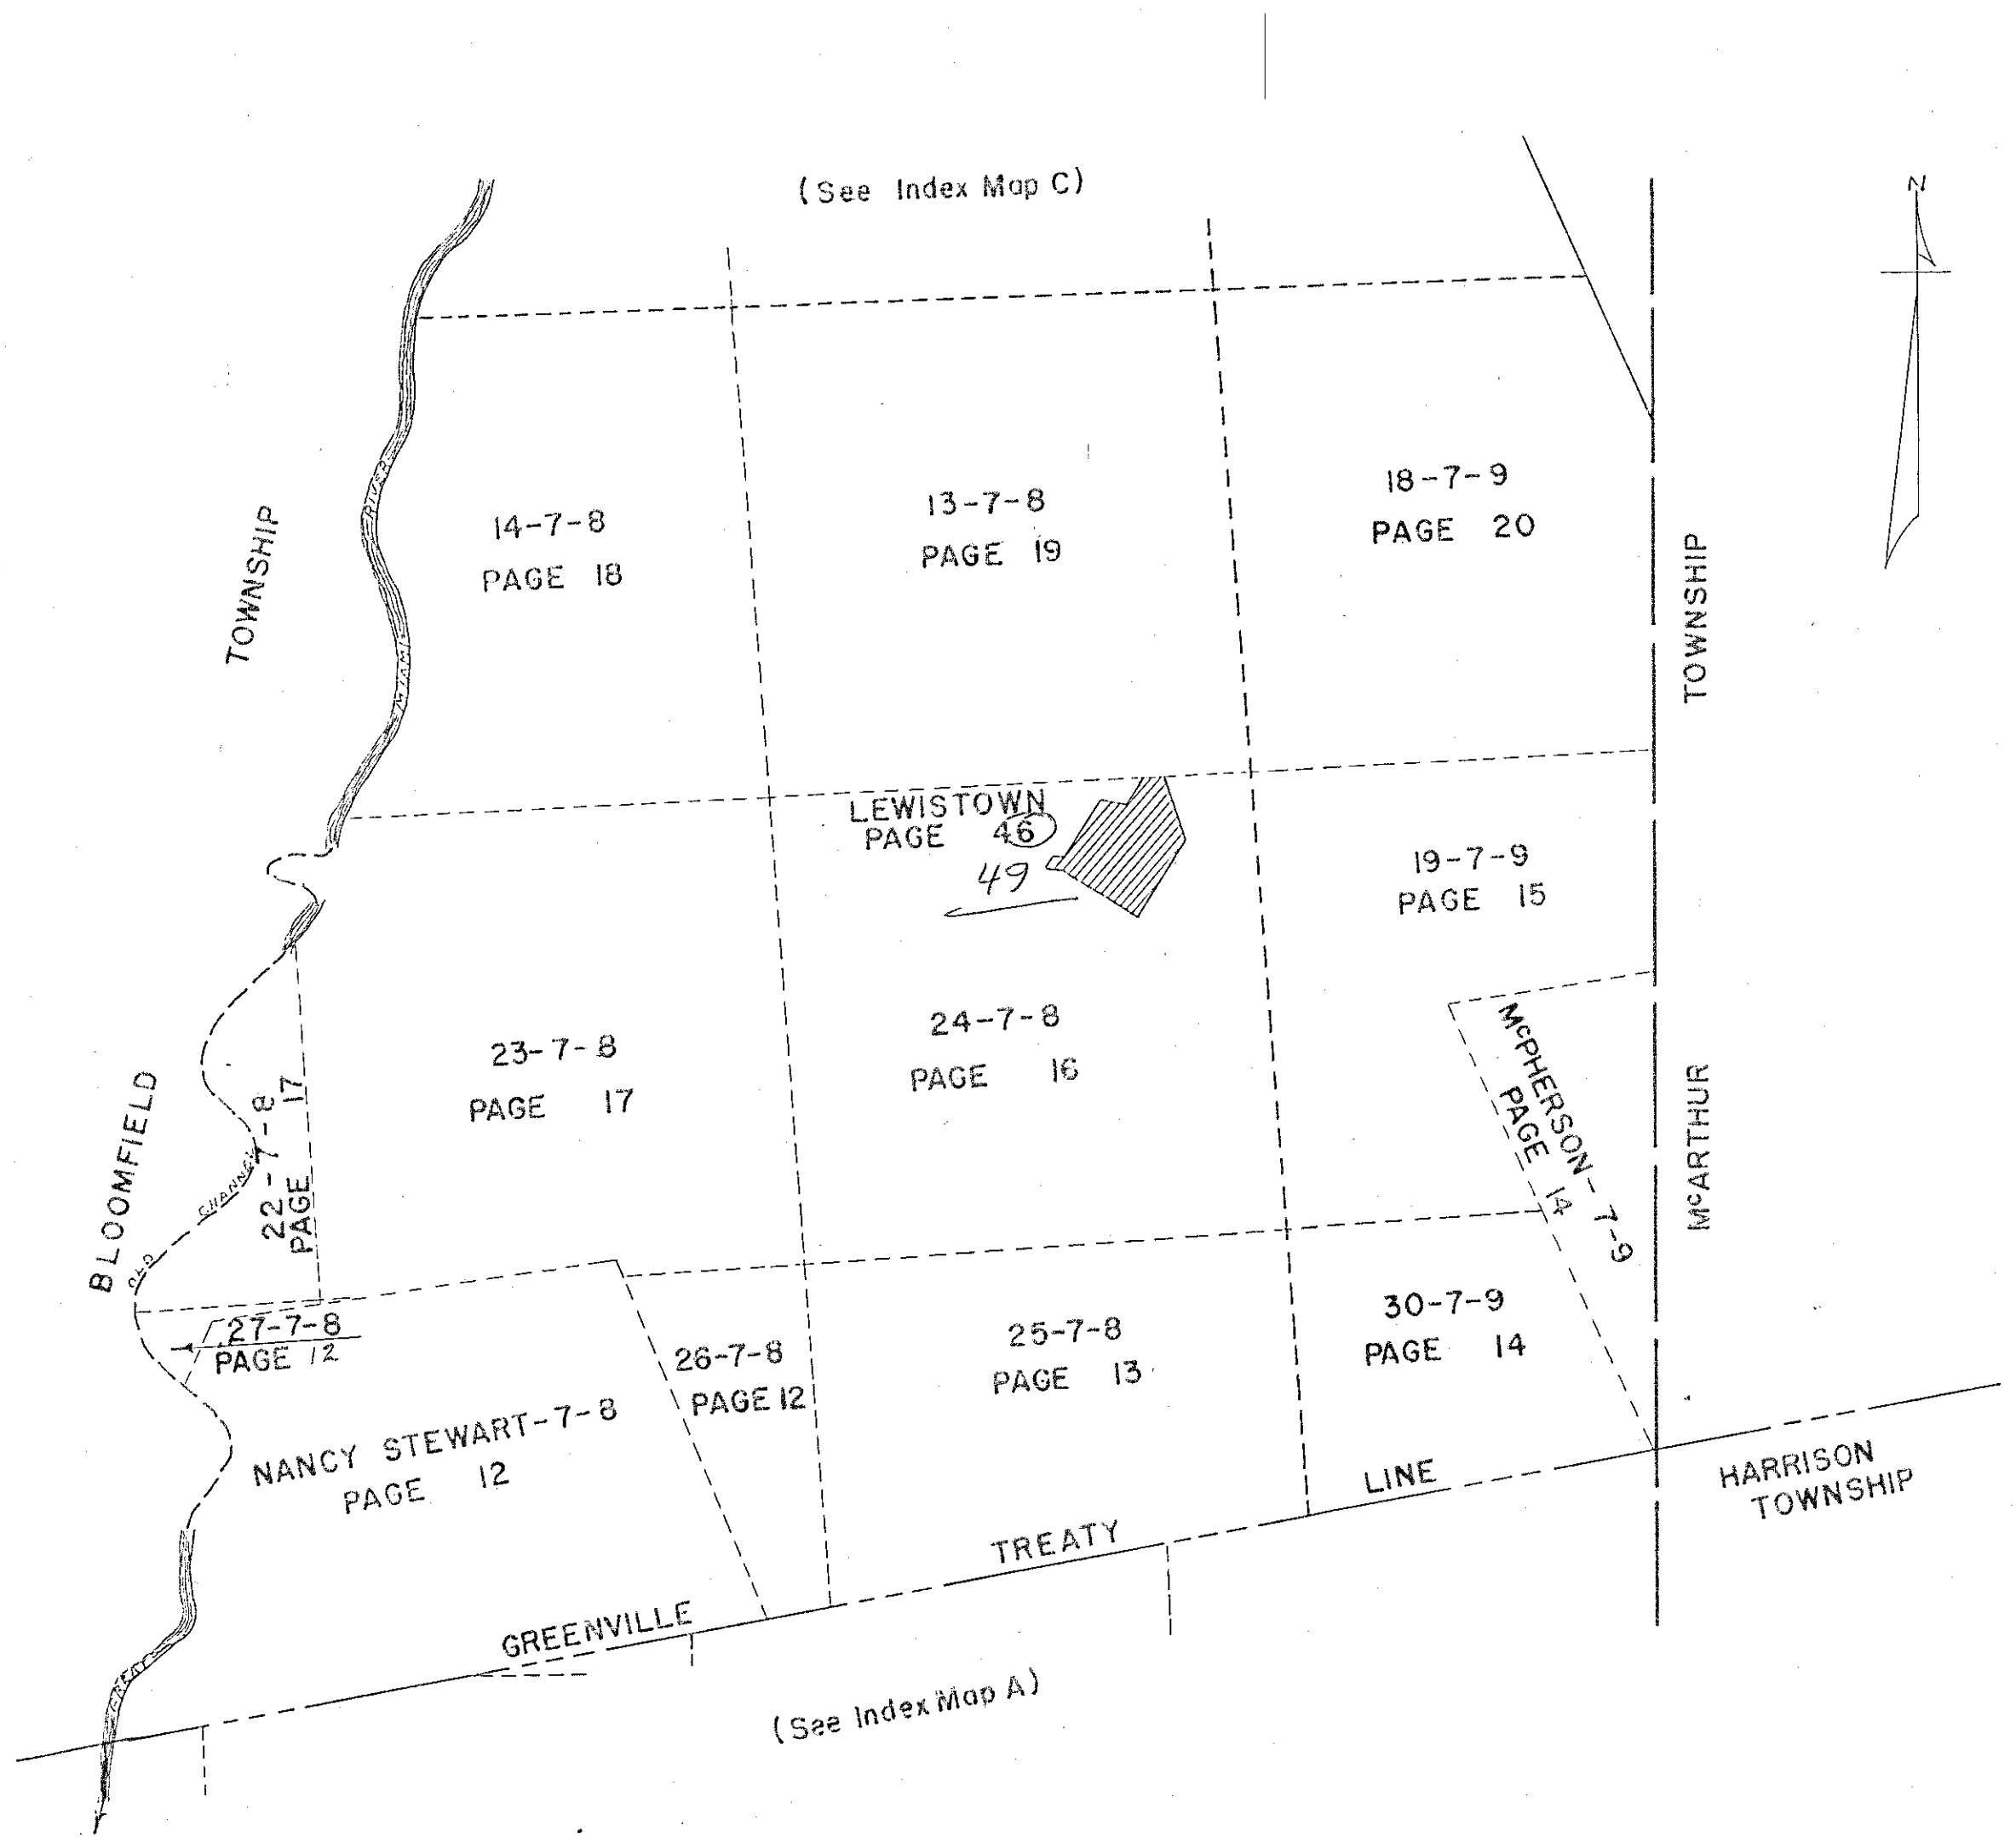 (See Index Map C)
N
RIVER
MIAMI
TOWNSHIP
14-7-8
PAGE 18
13-7-8
PAGE 19
18-7-9
PAGE 20
TOWNSHIP
LEWISTOWN
PAGE 46
49
19-7-9
PAGE 15
BLOOMFIELD
22-7-8
PAGE 17
23-7-8
PAGE 17
24-7-8
PAGE 16
McPHERSON-7-9
PAGE 14
McARTHUR
OLD CHANNEL
27-7-8
PAGE 12
26-7-8
PAGE 12
25-7-8
PAGE 13
30-7-9
PAGE 14
NANCY STEWART-7-8
PAGE 12
GREENVILLE TREATY LINE
HARRISON
TOWNSHIP
GREAT
(See Index Map A)